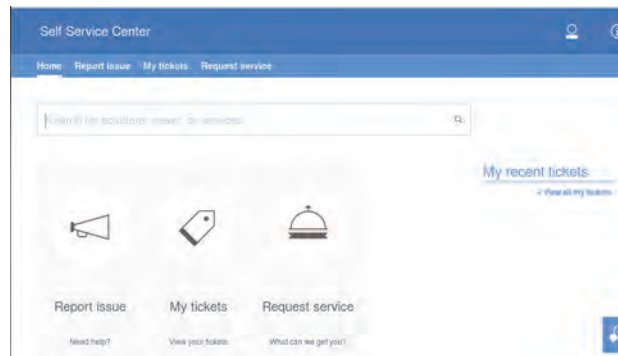 Self Service Center
Home Report issue My tickets Request service
Search for solutions, news, or services
My recent tickets
View all my tickets
Report issue My tickets Request service
Need help? View your tickets What can we get you?